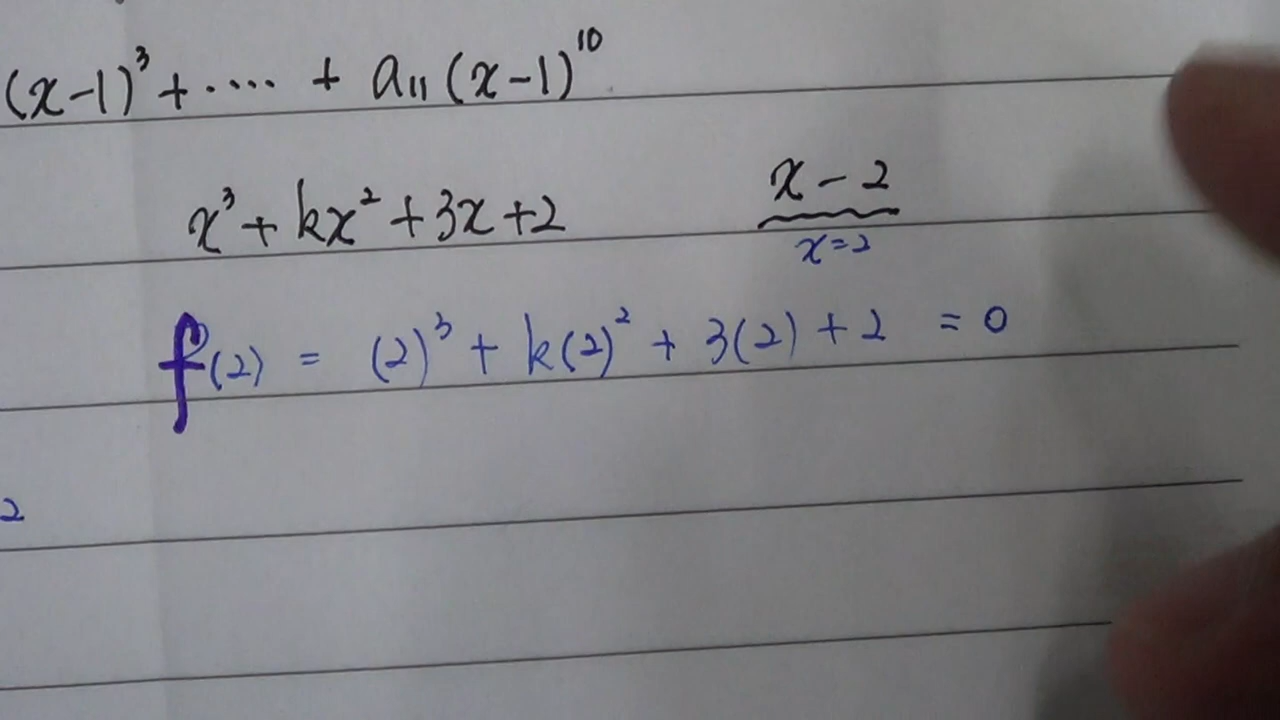 (x-1)³ + ····· + a₁₁ (x-1)¹⁰
x³ + kx² + 3x + 2 x - 2
x = 2
f(2) = (2)³ + k(2)² + 3(2) + 2 = 0
2